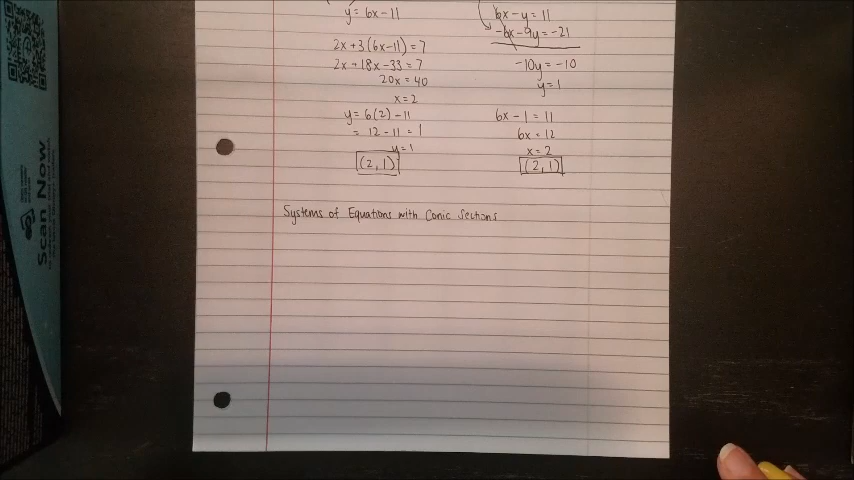 y = 6x - 11
2x + 3(6x - 11) = 7
2x + 18x - 33 = 7
20x = 40
x = 2
y = 6(2) - 11
= 12 - 11 = 1
y = 1
(2, 1)
6x - y = 11
-6x - 9y = -21
-10y = -10
y = 1
6x - 1 = 11
6x = 12
x = 2
(2, 1)
Systems of Equations with Conic Sections
Scan Now